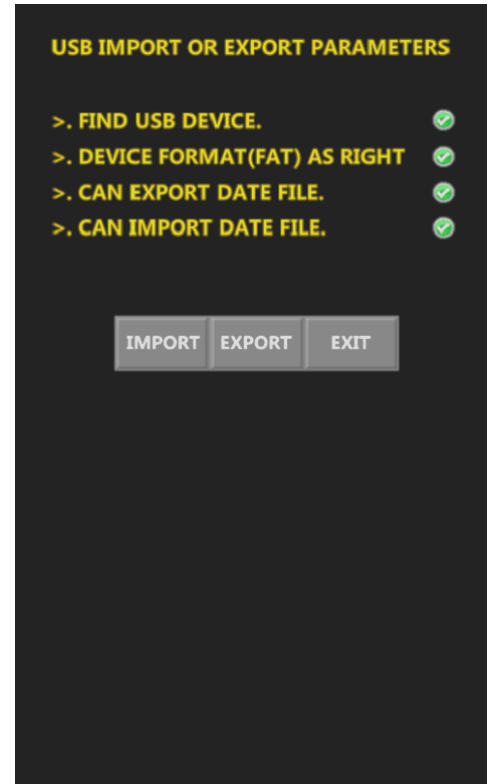 USB IMPORT OR EXPORT PARAMETERS
>. FIND USB DEVICE.
>. DEVICE FORMAT(FAT) AS RIGHT
>. CAN EXPORT DATE FILE.
>. CAN IMPORT DATE FILE.
IMPORT EXPORT EXIT